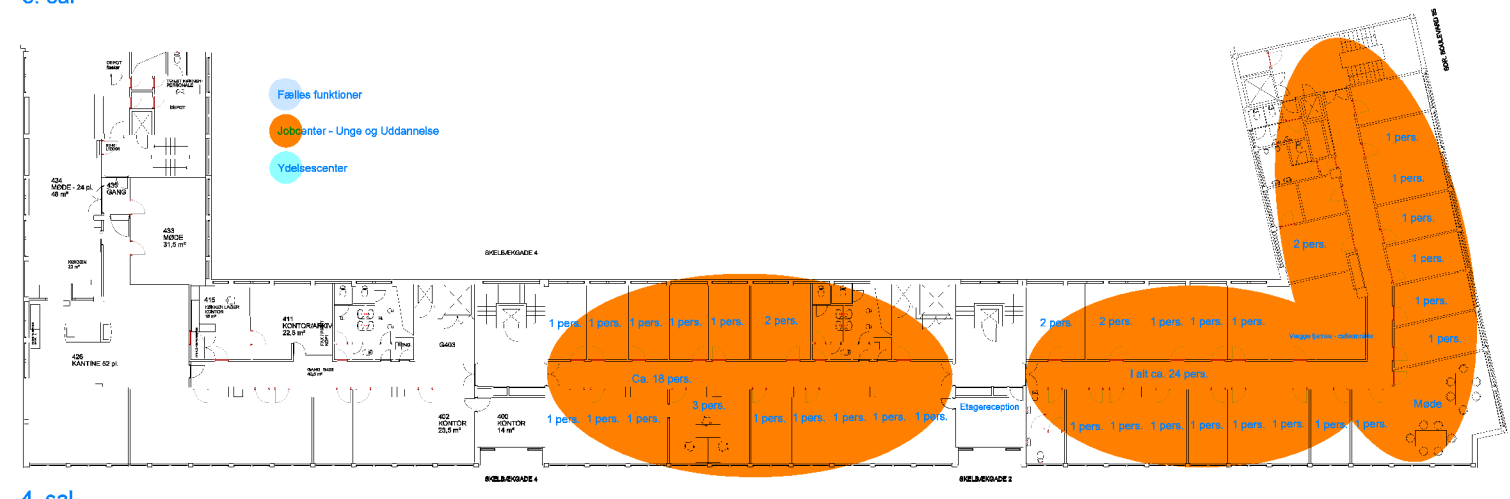 DEPOT
DEPOT
Fælles funktioner
Jobcenter - Unge og Uddannelse
Ydelsescenter
434
MØDE - 24 pl.
48 m²
435
GANG
433
MØDE
31,5 m²
SKELBÆKGADE 4
415
411
KONTOR/ARKIV
22,5 m²
426
KANTINE 52 pl.
G403
402
KONTOR
23,5 m²
400
KONTOR
14 m²
1 pers.
1 pers.
1 pers.
1 pers.
1 pers.
2 pers.
Ca. 18 pers.
3 pers.
1 pers.
1 pers.
1 pers.
1 pers.
1 pers.
1 pers.
1 pers.
1 pers.
Etagereception
2 pers.
2 pers.
1 pers.
1 pers.
1 pers.
I alt ca. 24 pers.
1 pers.
1 pers.
1 pers.
1 pers.
1 pers.
1 pers.
1 pers.
1 pers.
2 pers.
1 pers.
1 pers.
1 pers.
1 pers.
1 pers.
1 pers.
Møde
SKELBÆKGADE 4
SKELBÆKGADE 2
4. sal